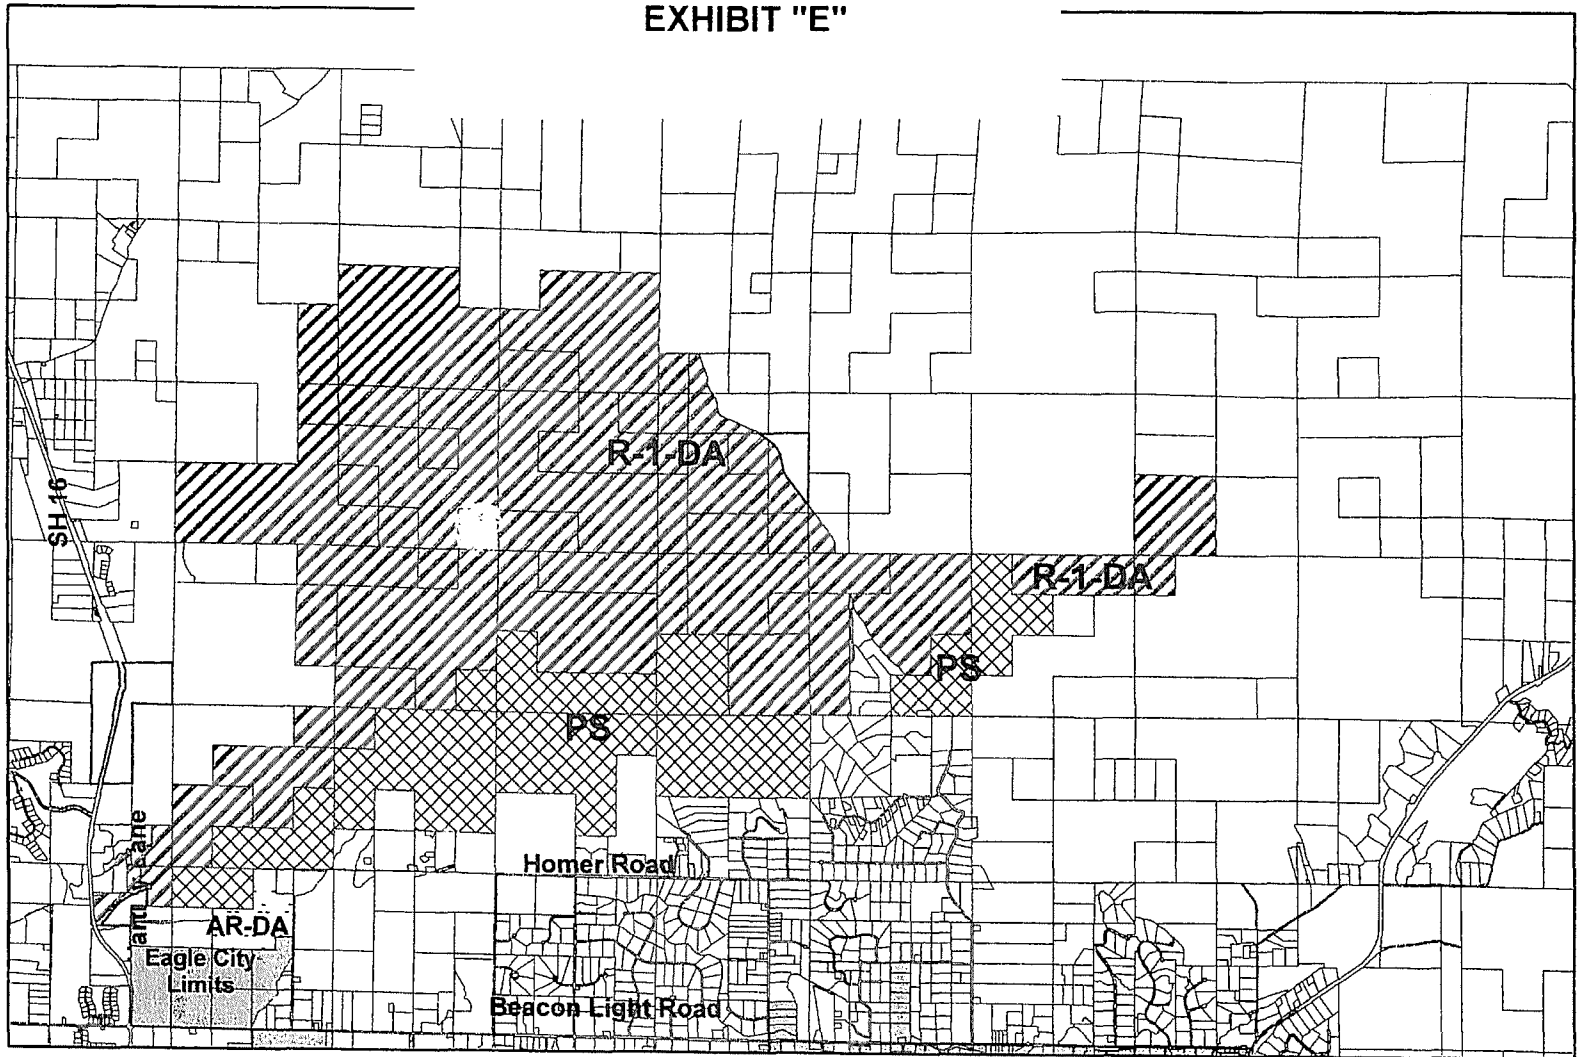 EXHIBIT "E"
R-1-DA
SH 16
R-1-DA
PS
PS
Lane
Homer Road
AR-DA
Eagle City
Limits
Beacon Light Road